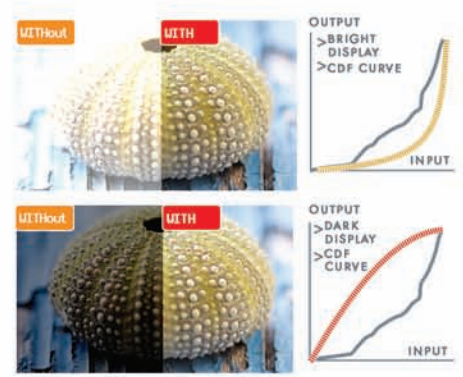 WITHout
WITH
OUTPUT
>BRIGHT
DISPLAY
>CDF CURVE
INPUT
WITHout
WITH
OUTPUT
>DARK
DISPLAY
>CDF
CURVE
INPUT